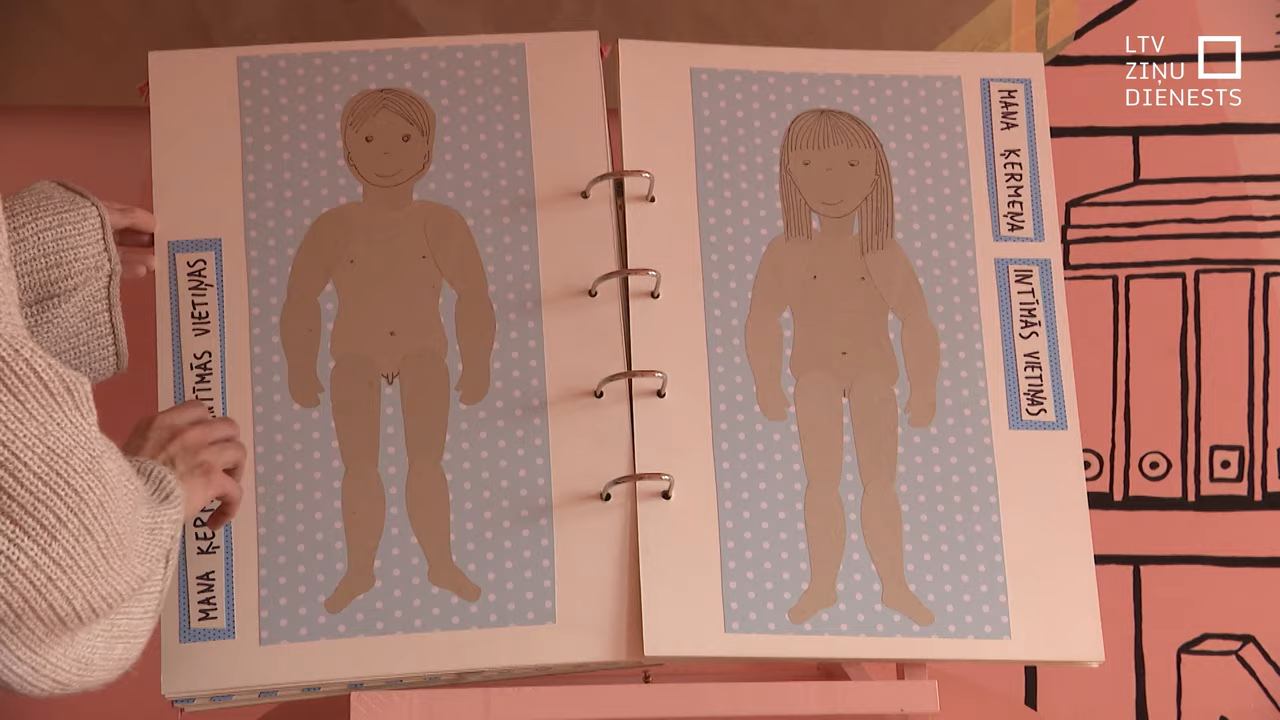 LTV
ZIŅU
DIENESTS
MANA ĶERMEŅA
INTĪMĀS VIETIŅAS
MANA
VIETIŅAS